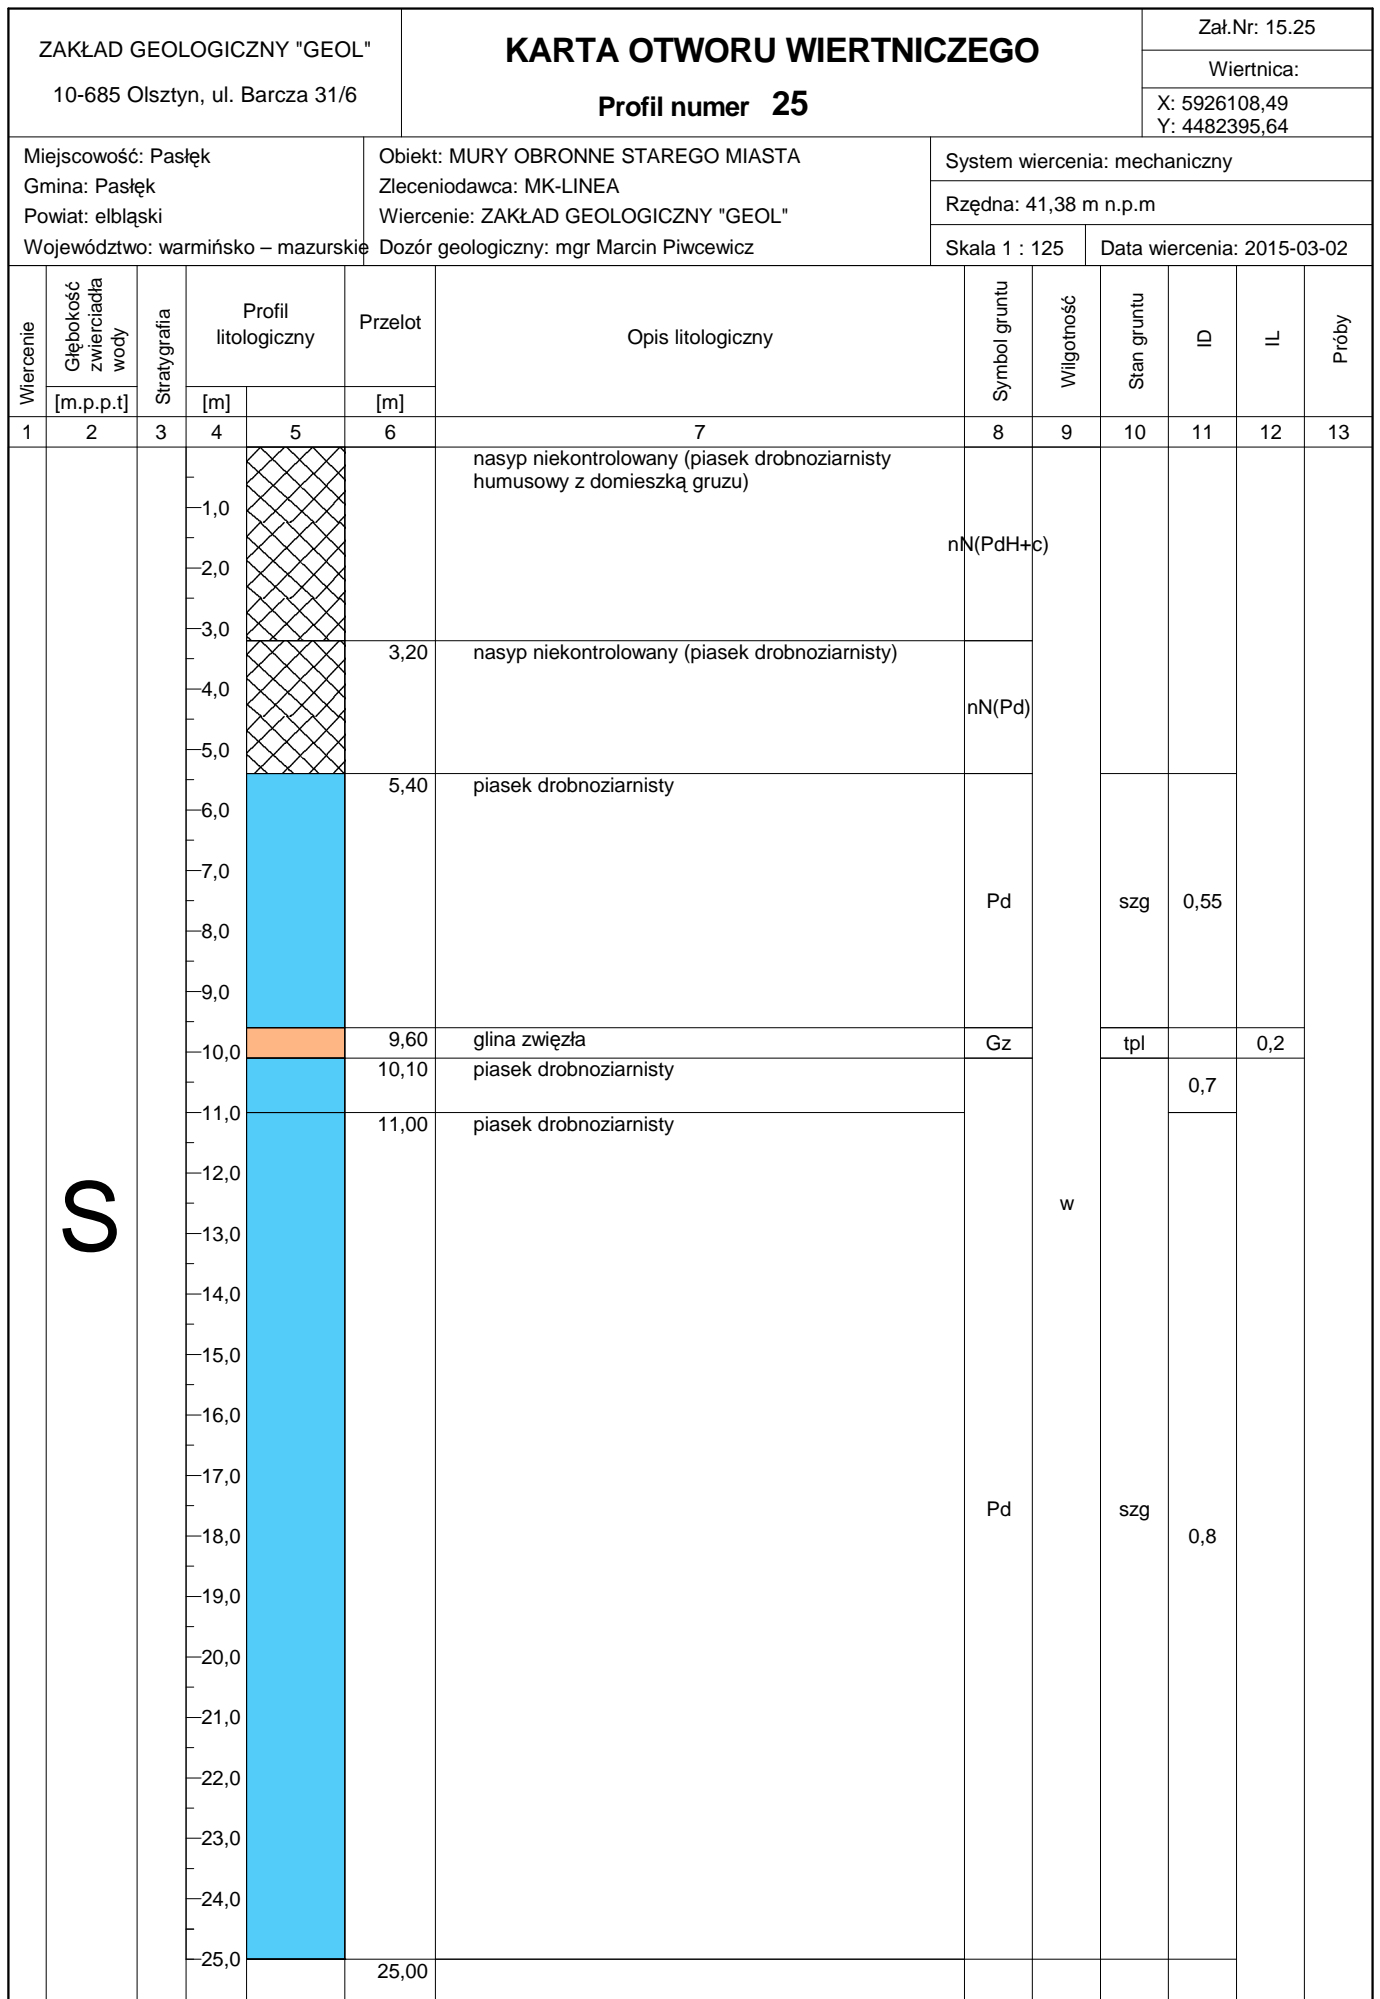 ZAKŁAD GEOLOGICZNY "GEOL"
10-685 Olsztyn, ul. Barcza 31/6
KARTA OTWORU WIERTNICZEGO
Profil numer 25
Zał.Nr: 15.25
Wiertnica:
X: 5926108,49
Y: 4482395,64
Miejscowość: Pasłęk
Gmina: Pasłęk
Powiat: elbląski
Województwo: warmińsko – mazurskie
Obiekt: MURY OBRONNE STAREGO MIASTA
Zleceniodawca: MK-LINEA
Wiercenie: ZAKŁAD GEOLOGICZNY "GEOL"
Dozór geologiczny: mgr Marcin Piwcewicz
System wiercenia: mechaniczny
Rzędna: 41,38 m n.p.m
Skala 1 : 125
Data wiercenia: 2015-03-02
Wiercenie
Głębokość
zwierciadła
wody
[m.p.p.t]
Stratygrafia
Profil
litologiczny
[m]
Przelot
[m]
Opis litologiczny
Symbol gruntu
Wilgotność
Stan gruntu
ID
IL
Próby
1 2 3 4 5 6 7 8 9 10 11 12 13
nasyp niekontrolowany (piasek drobnoziarnisty
humusowy z domieszką gruzu)
1,0
nN(PdH+c)
2,0
3,0
3,20 nasyp niekontrolowany (piasek drobnoziarnisty)
4,0
nN(Pd)
5,0
5,40 piasek drobnoziarnisty
6,0
7,0
Pd szg 0,55
8,0
9,0
9,60 glina zwięzła Gz tpl 0,2
10,0
10,10 piasek drobnoziarnisty
0,7
11,0
11,00 piasek drobnoziarnisty
12,0
S
w
13,0
14,0
15,0
16,0
17,0
Pd szg
18,0 0,8
19,0
20,0
21,0
22,0
23,0
24,0
25,0
25,00